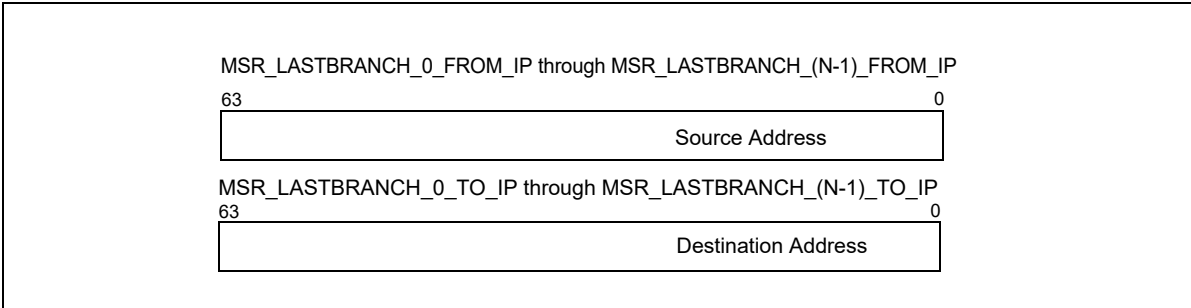 MSR_LASTBRANCH_0_FROM_IP through MSR_LASTBRANCH_(N-1)_FROM_IP
63 0
Source Address
MSR_LASTBRANCH_0_TO_IP through MSR_LASTBRANCH_(N-1)_TO_IP
63 0
Destination Address